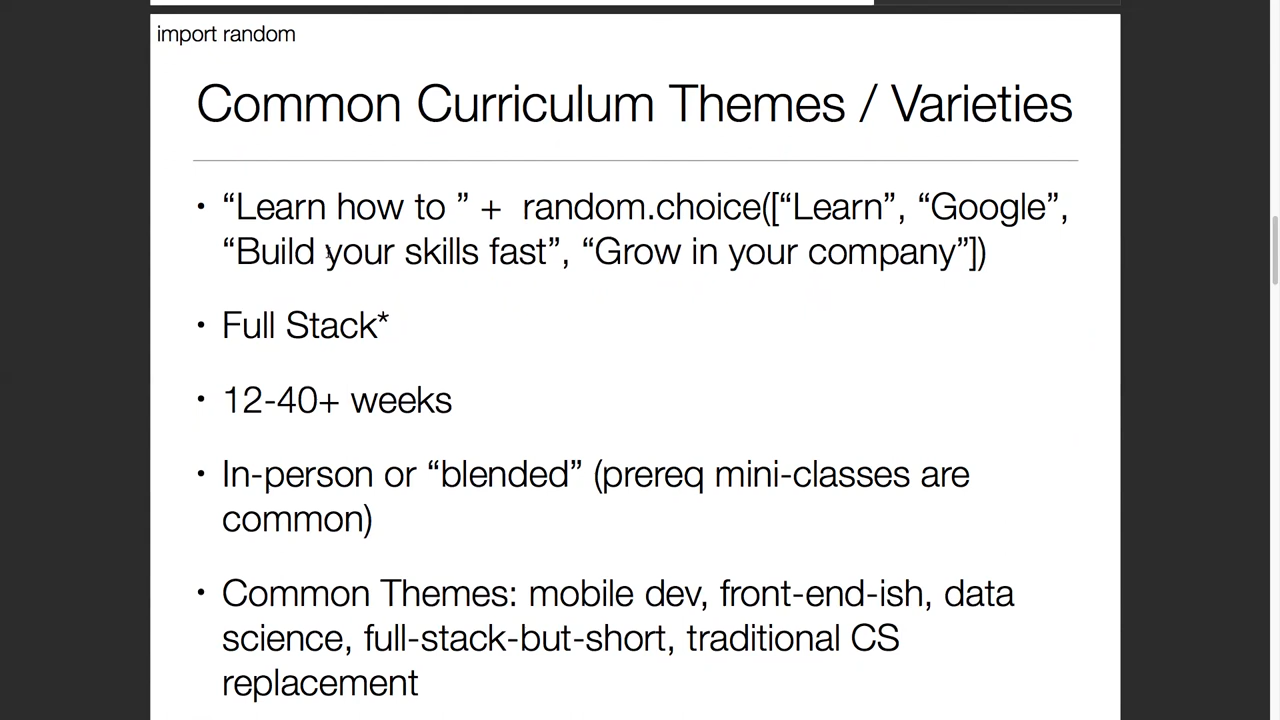 import random
Common Curriculum Themes / Varieties
• “Learn how to ” +  random.choice([“Learn”, “Google”,
“Build your skills fast”, “Grow in your company”])
• Full Stack*
• 12-40+ weeks
• In-person or “blended” (prereq mini-classes are
common)
• Common Themes: mobile dev, front-end-ish, data
science, full-stack-but-short, traditional CS
replacement